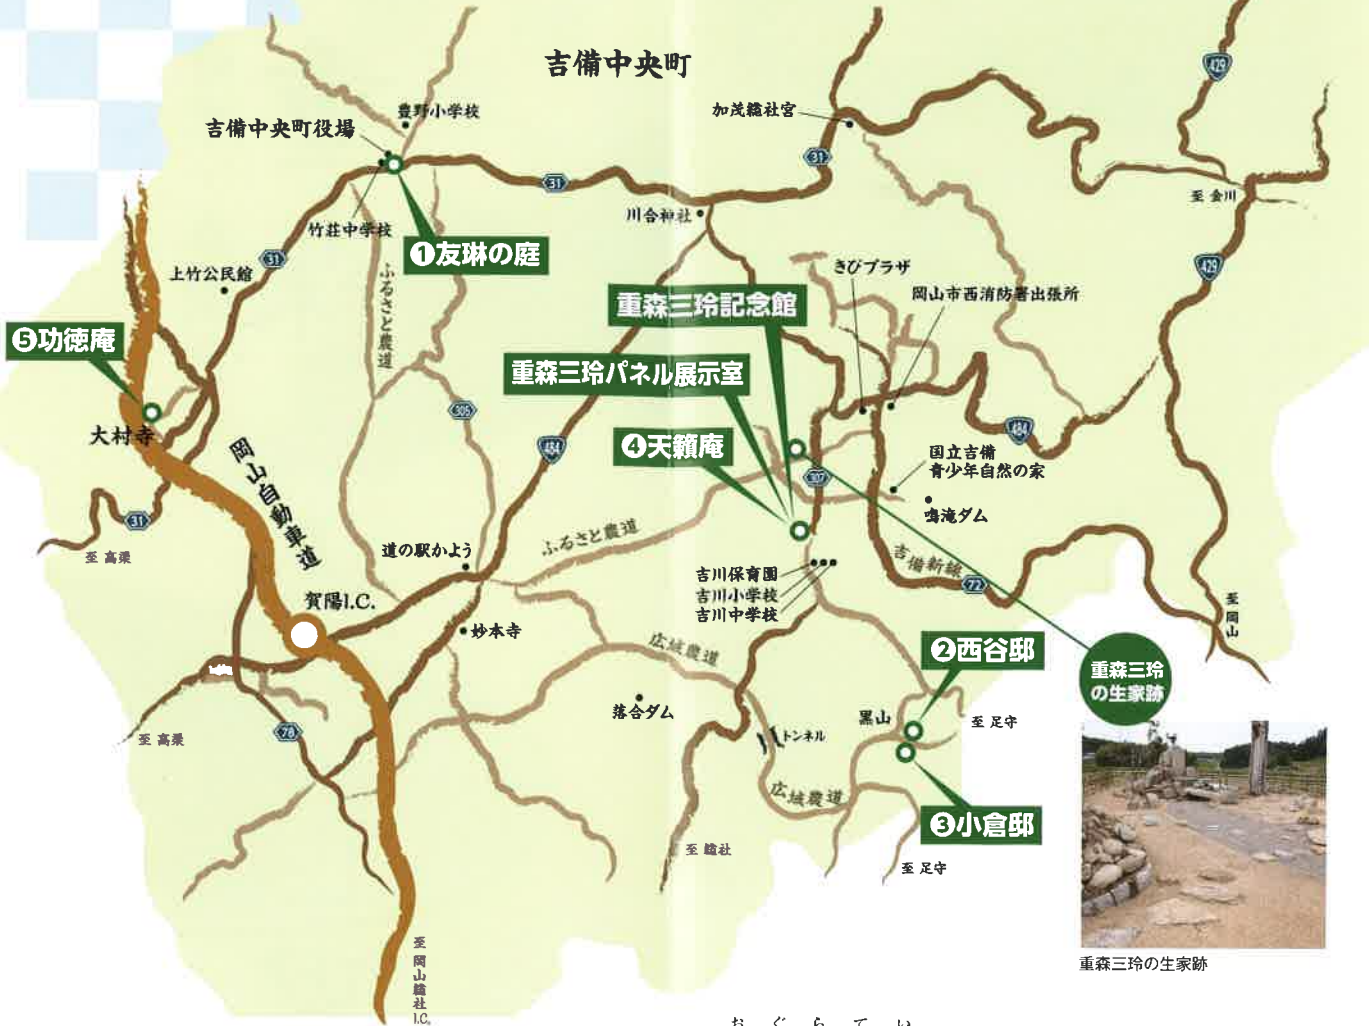 吉備中央町
429
豊野小学校
加茂総社宮
吉備中央町役場
31
31
至 金川
川合神社
竹荘中学校
❶友琳の庭
31
429
上竹公民館
ふるさと農道
きびプラザ
岡山市西消防署出張所
重森三玲記念館
❺功徳庵
重森三玲パネル展示室
306
大村寺
❹天籟庵
484
484
岡山自動車道
国立吉備
青少年自然の家
307
鳴滝ダム
31
至 高梁
ふるさと農道
道の駅かよう
吉備新線
72
吉川保育園
吉川小学校
吉川中学校
賀陽I.C.
至 岡山
妙本寺
広域農道
❷西谷邸
重森三玲
の生家跡
落合ダム
黒山
至 足守
至 高梁
78
トンネル
広域農道
❸小倉邸
至 総社
至 足守
至 岡山総社I.C.
重森三玲の生家跡
おぐらてい